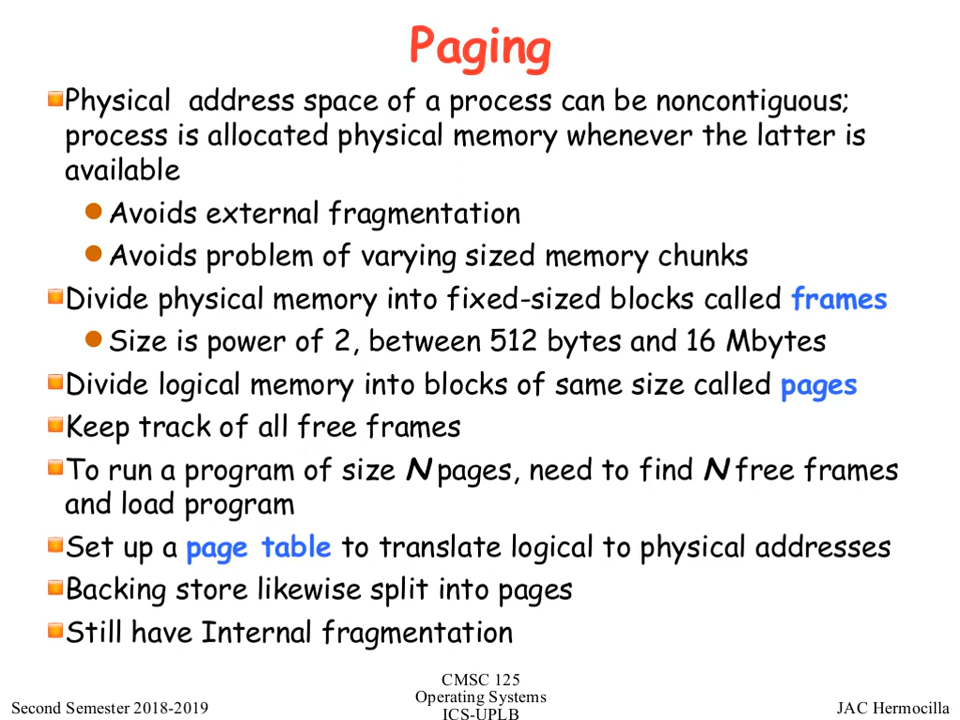 Paging
Physical address space of a process can be noncontiguous;
process is allocated physical memory whenever the latter is
available
Avoids external fragmentation
Avoids problem of varying sized memory chunks
Divide physical memory into fixed-sized blocks called frames
Size is power of 2, between 512 bytes and 16 Mbytes
Divide logical memory into blocks of same size called pages
Keep track of all free frames
To run a program of size N pages, need to find N free frames
and load program
Set up a page table to translate logical to physical addresses
Backing store likewise split into pages
Still have Internal fragmentation
Second Semester 2018-2019
CMSC 125
Operating Systems
ICS-UPLB
JAC Hermocilla